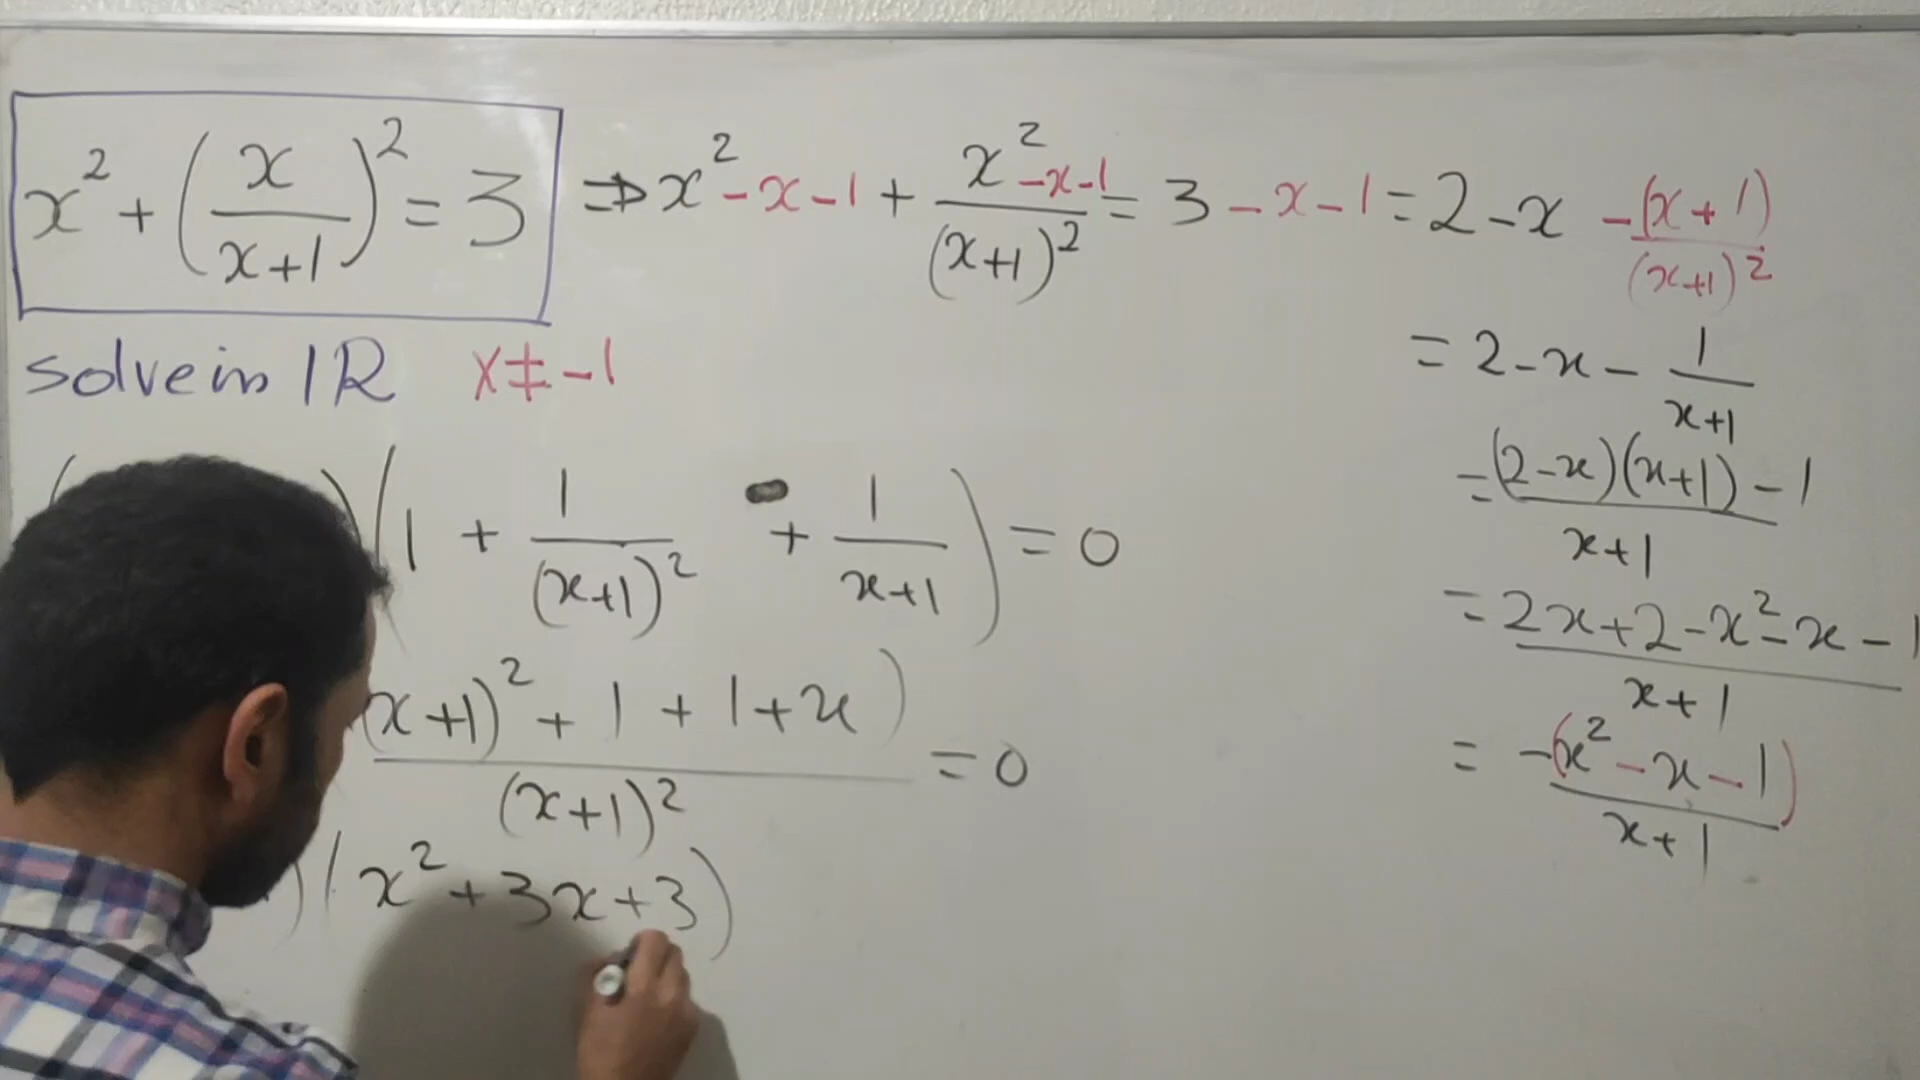 x² + (x/(x+1))² = 3 ⇒ x² - x - 1 + (x² - x - 1)/(x+1)² = 3 - x - 1 = 2 - x - (x+1)/(x+1)²
= 2 - x - 1/(x+1)
solve in IR x ≠ -1
= ((2-x)(x+1) - 1)/(x+1)
( )(1 + 1/(x+1)² + 1/(x+1)) = 0
= (2x + 2 - x² - x - 1)/(x+1)
(x+1)² + 1 + 1 + x)/(x+1)² = 0
= -(x² - x - 1)/(x+1)
)(x² + 3x + 3)